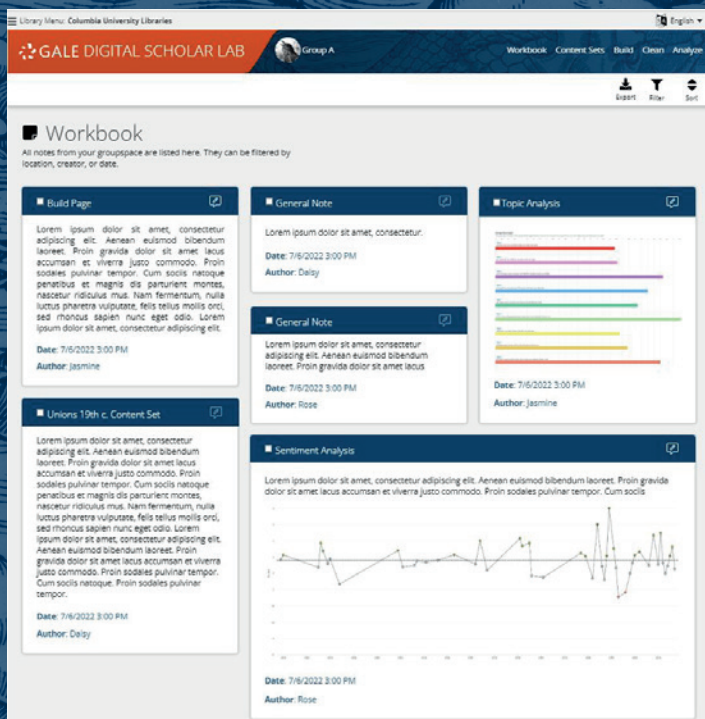 Library Menu: Columbia University Libraries
English
GALE DIGITAL SCHOLAR LAB
Group A
Workbook Content Sets Build Clean Analyze
Export Filter Sort
Workbook
All notes from your groupspace are listed here. They can be filtered by
location, creator, or date.
Build Page
Lorem ipsum dolor sit amet, consectetur
adipiscing elit. Aenean euismod bibendum
laoreet. Proin gravida dolor sit amet lacus
accumsan et viverra justo commodo. Proin
sodales pulvinar tempor. Cum sociis natoque
penatibus et magnis dis parturient montes,
nascetur ridiculus mus. Nam fermentum, nulla
luctus pharetra vulputate, felis tellus mollis orci,
sed rhoncus sapien nunc eget odio. Lorem
ipsum dolor sit amet, consectetur adipiscing elit.
Date: 7/6/2022 3:00 PM
Author: Jasmine
General Note
Lorem ipsum dolor sit amet, consectetur.
Date: 7/6/2022 3:00 PM
Author: Daisy
General Note
Lorem ipsum dolor sit amet, consectetur
adipiscing elit. Aenean euismod bibendum
laoreet. Proin gravida dolor sit amet lacus
Date: 7/6/2022 3:00 PM
Author: Rose
Topic Analysis
Date: 7/6/2022 3:00 PM
Author: Jasmine
Unions 19th c. Content Set
Lorem ipsum dolor sit amet, consectetur
adipiscing elit. Aenean euismod bibendum
laoreet. Proin gravida dolor sit amet lacus
accumsan et viverra justo commodo. Proin
sodales pulvinar tempor. Cum sociis natoque
penatibus et magnis dis parturient montes,
nascetur ridiculus mus. Nam fermentum, nulla
luctus pharetra vulputate, felis tellus mollis orci,
sed rhoncus sapien nunc eget odio. Lorem
ipsum dolor sit amet, consectetur adipiscing elit.
Aenean euismod bibendum laoreet. Proin
gravida dolor sit amet lacus accumsan et viverra
justo commodo. Proin sodales pulvinar tempor.
Cum sociis natoque. Proin sodales pulvinar
tempor.
Date: 7/6/2022 3:00 PM
Author: Daisy
Sentiment Analysis
Lorem ipsum dolor sit amet, consectetur adipiscing elit. Aenean euismod bibendum laoreet. Proin gravida
dolor sit amet lacus accumsan et viverra justo commodo. Proin sodales pulvinar tempor. Cum sociis
Date: 7/6/2022 3:00 PM
Author: Rose